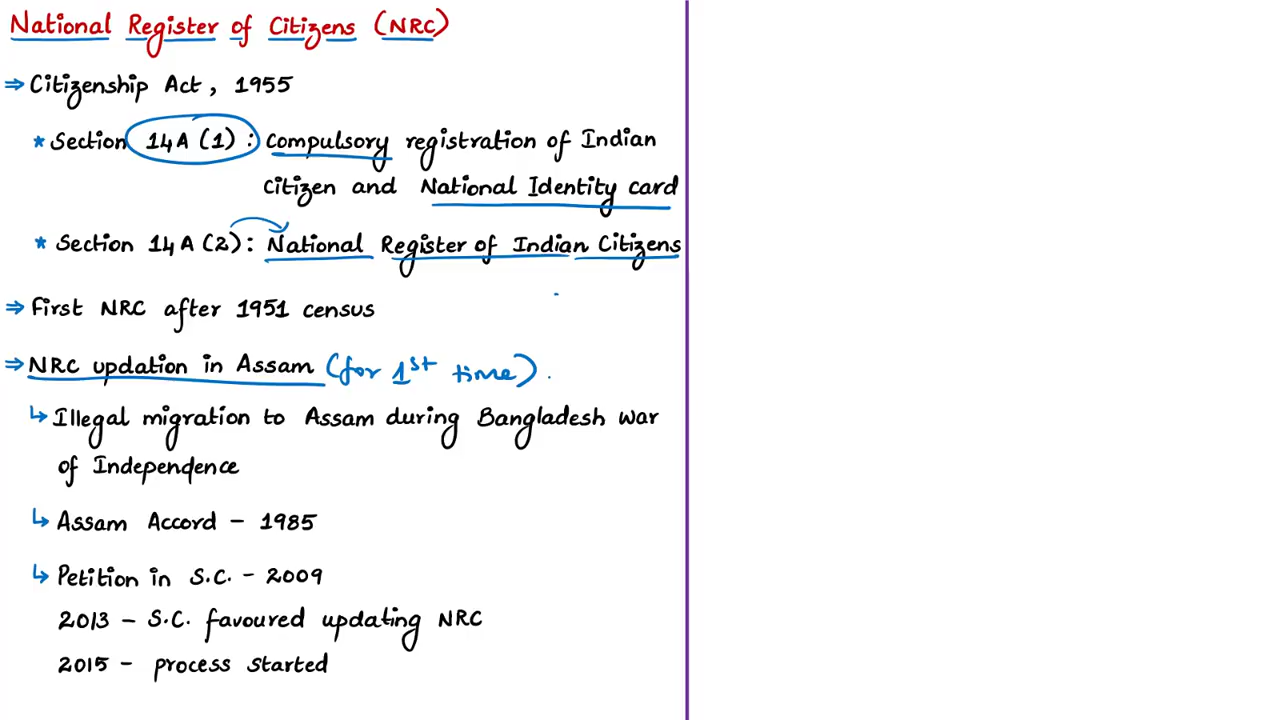 National Register of Citizens (NRC)
⇒ Citizenship Act, 1955
* Section 14A (1) : Compulsory registration of Indian
Citizen and National Identity card
* Section 14A (2) : National Register of Indian Citizens
⇒ First NRC after 1951 census
⇒ NRC updation in Assam (for 1st time).
↳ Illegal migration to Assam during Bangladesh war
of Independence
↳ Assam Accord - 1985
↳ Petition in S.C. - 2009
2013 - S.C. favoured updating NRC
2015 - process started